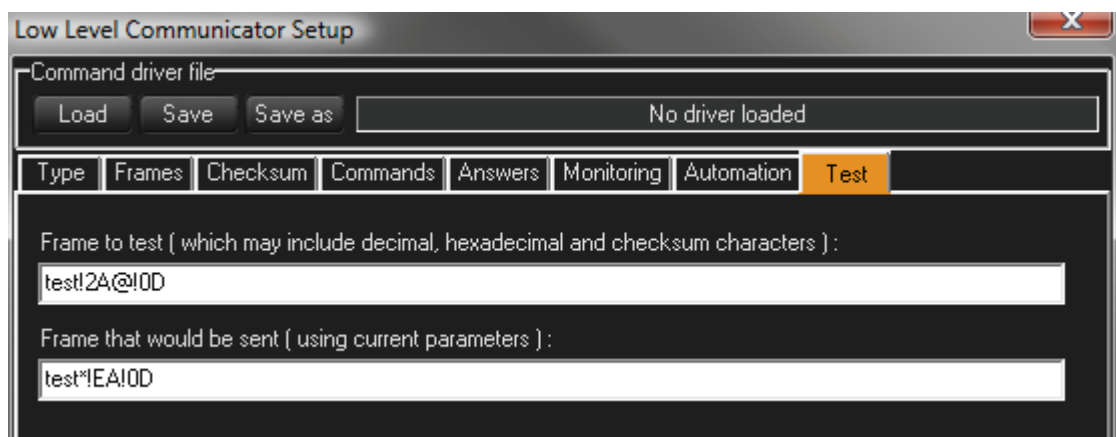 Low Level Communicator Setup
Command driver file
Load Save Save as No driver loaded
Type Frames Checksum Commands Answers Monitoring Automation Test
Frame to test ( which may include decimal, hexadecimal and checksum characters ) :
test!2A@!0D
Frame that would be sent ( using current parameters ) :
test*!EA!0D